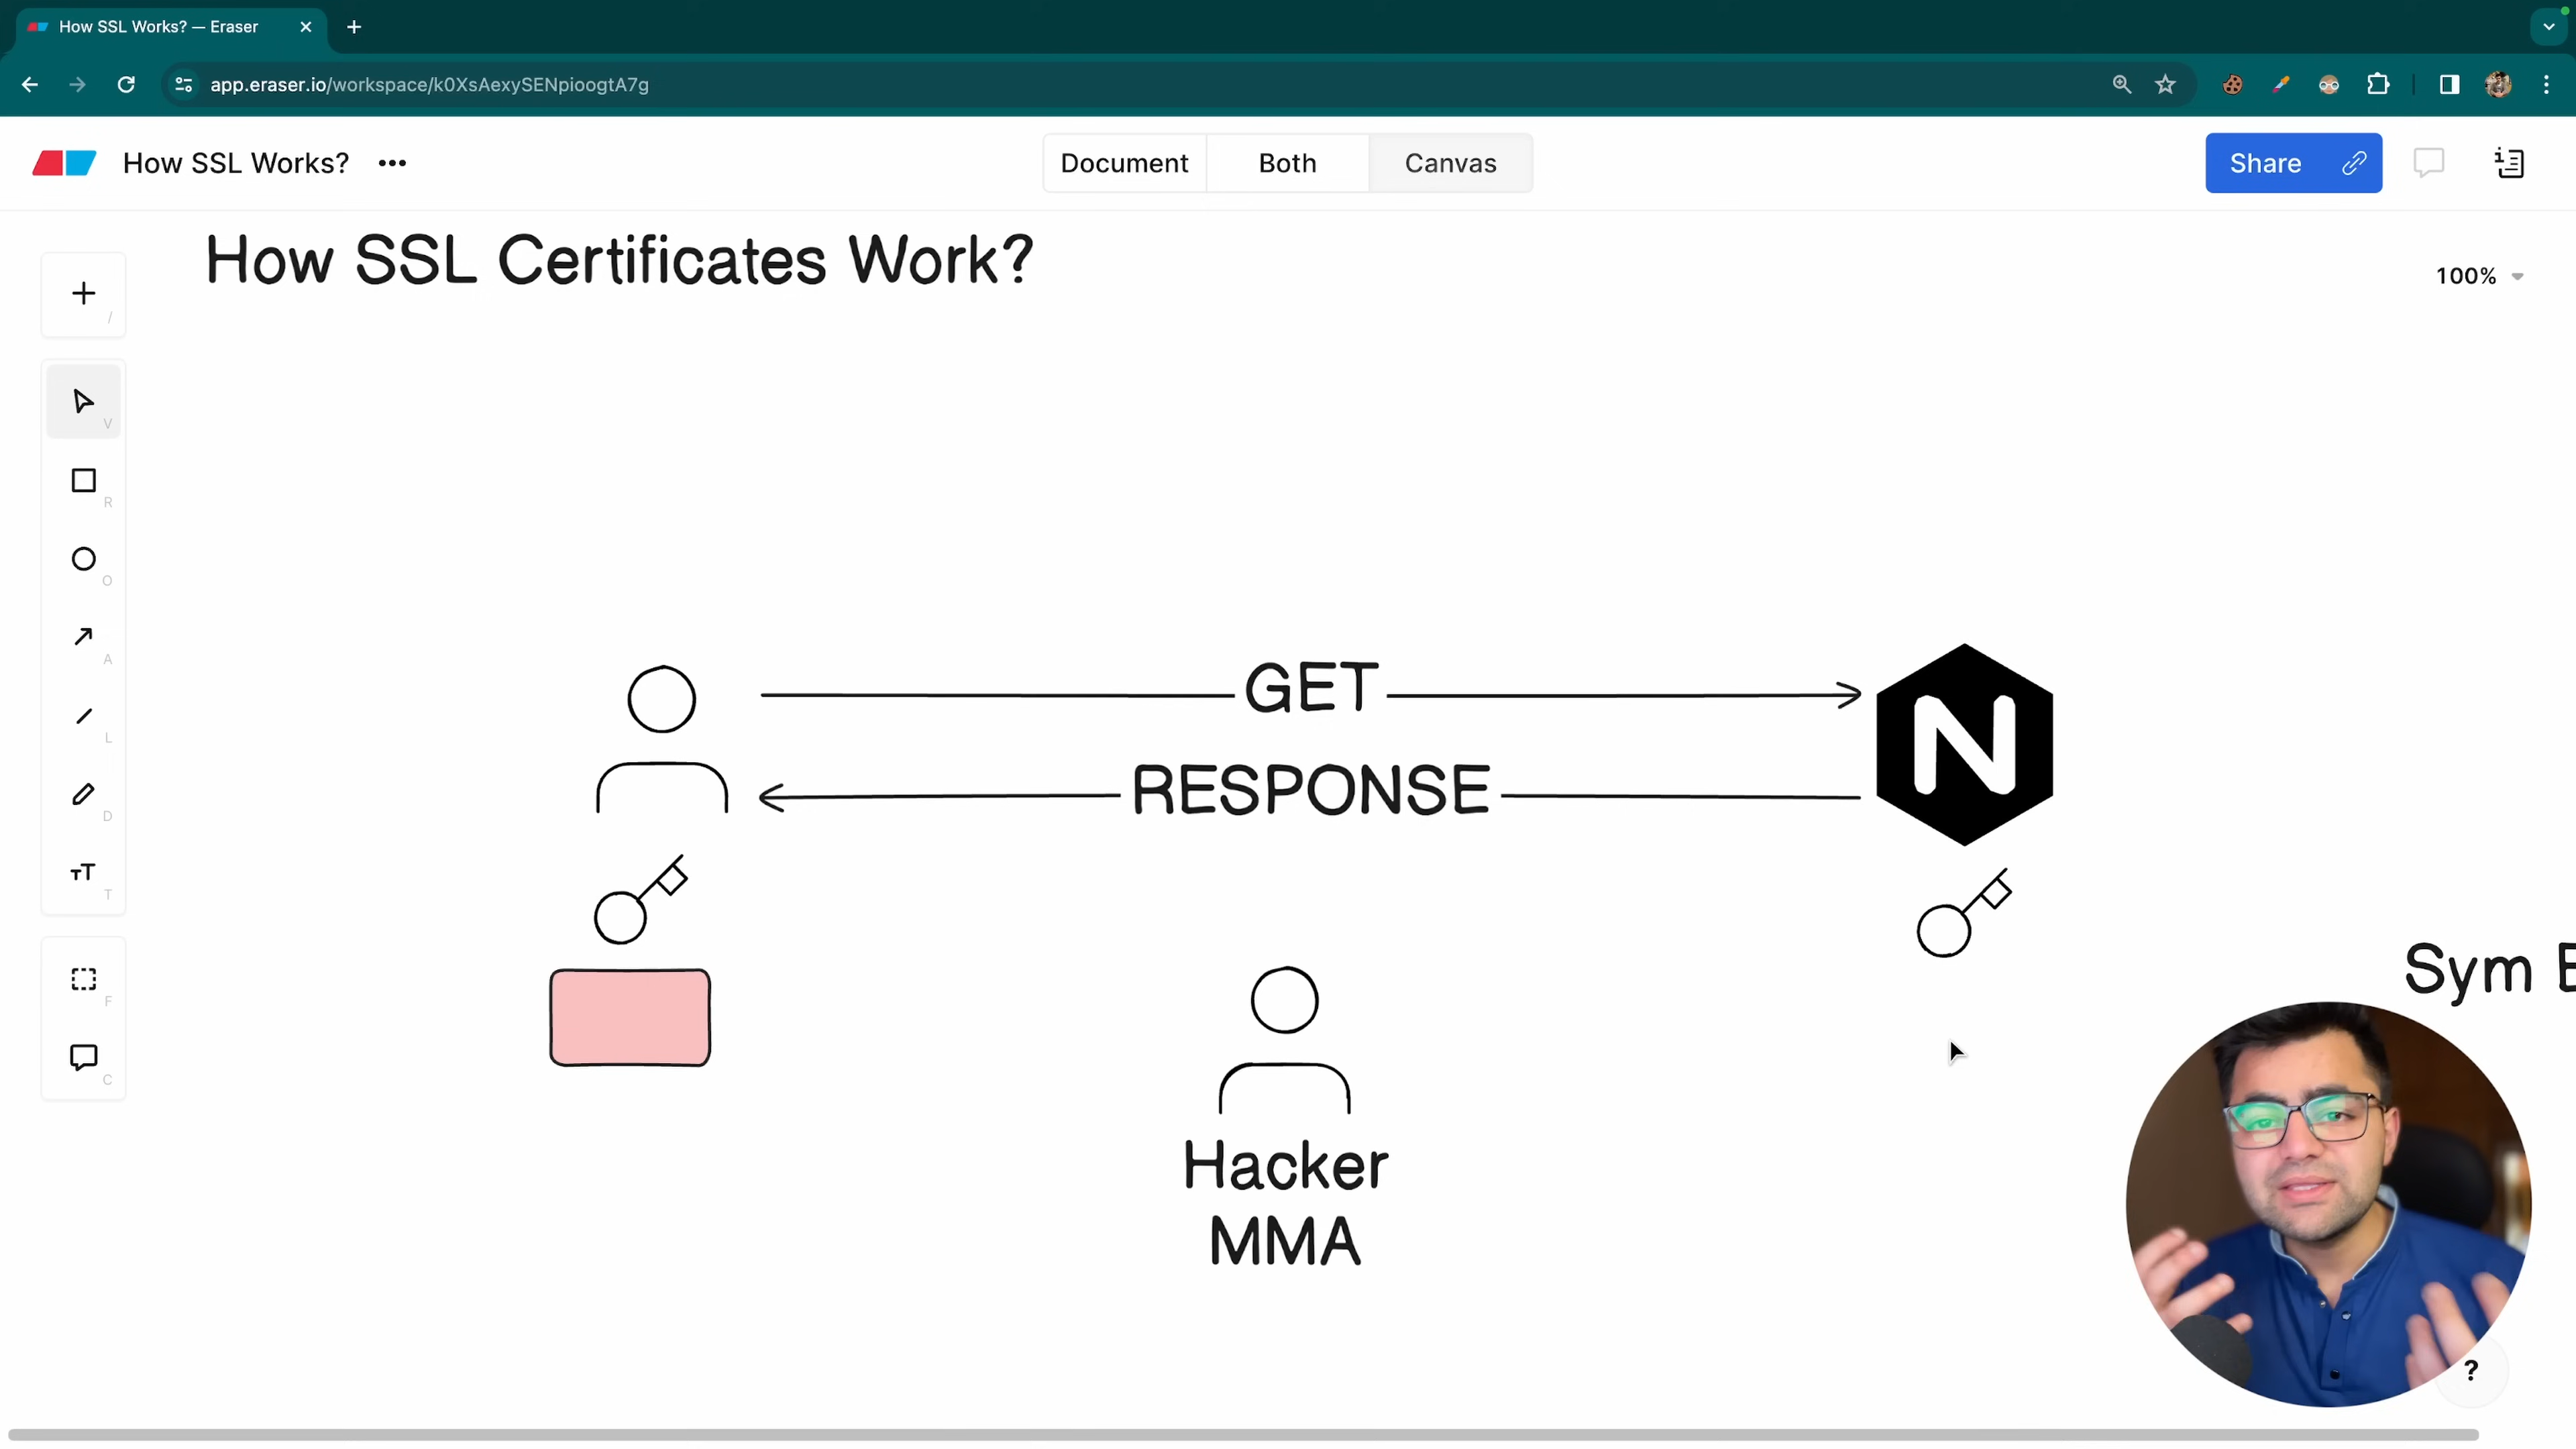 How SSL Works? — Eraser
app.eraser.io/workspace/k0XsAexySENpioogtA7g
How SSL Works?
Document
Both
Canvas
Share
How SSL Certificates Work?
100%
/
V
R
O
A
L
D
T
F
C
GET
N
RESPONSE
Sym E
Hacker
MMA
?